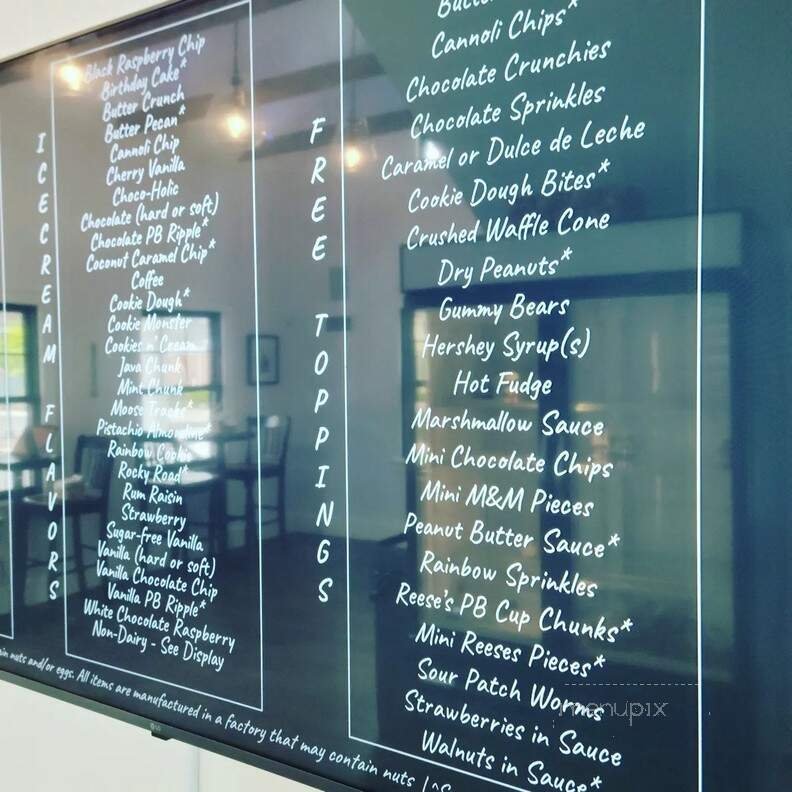 ICECREAM FLAVORS
Black Raspberry Chip
Birthday Cake*
Butter Crunch
Butter Pecan*
Cannoli Chip
Cherry Vanilla
Choco-Holic
Chocolate (hard or soft)
Chocolate PB Ripple*
Coconut Caramel Chip*
Coffee
Cookie Dough*
Cookie Monster
Cookies n' Cream
Java Chunk
Mint Chunk
Moose Tracks*
Pistachio Almondine*
Rainbow Cookie
Rocky Road*
Rum Raisin
Strawberry
Sugar-free Vanilla
Vanilla (hard or soft)
Vanilla Chocolate Chip
Vanilla PB Ripple*
White Chocolate Raspberry
Non-Dairy - See Display
FREE TOPPINGS
Cannoli Chips*
Chocolate Crunchies
Chocolate Sprinkles
Caramel or Dulce de Leche
Cookie Dough Bites*
Crushed Waffle Cone
Dry Peanuts*
Gummy Bears
Hershey Syrup(s)
Hot Fudge
Marshmallow Sauce
Mini Chocolate Chips
Mini M&M Pieces
Peanut Butter Sauce*
Rainbow Sprinkles
Reese's PB Cup Chunks*
Mini Reeses Pieces*
Sour Patch Worms
Strawberries in Sauce
Walnuts in Sauce*
nuts and/or eggs. All items are manufactured in a factory that may contain nuts
LG
menupix